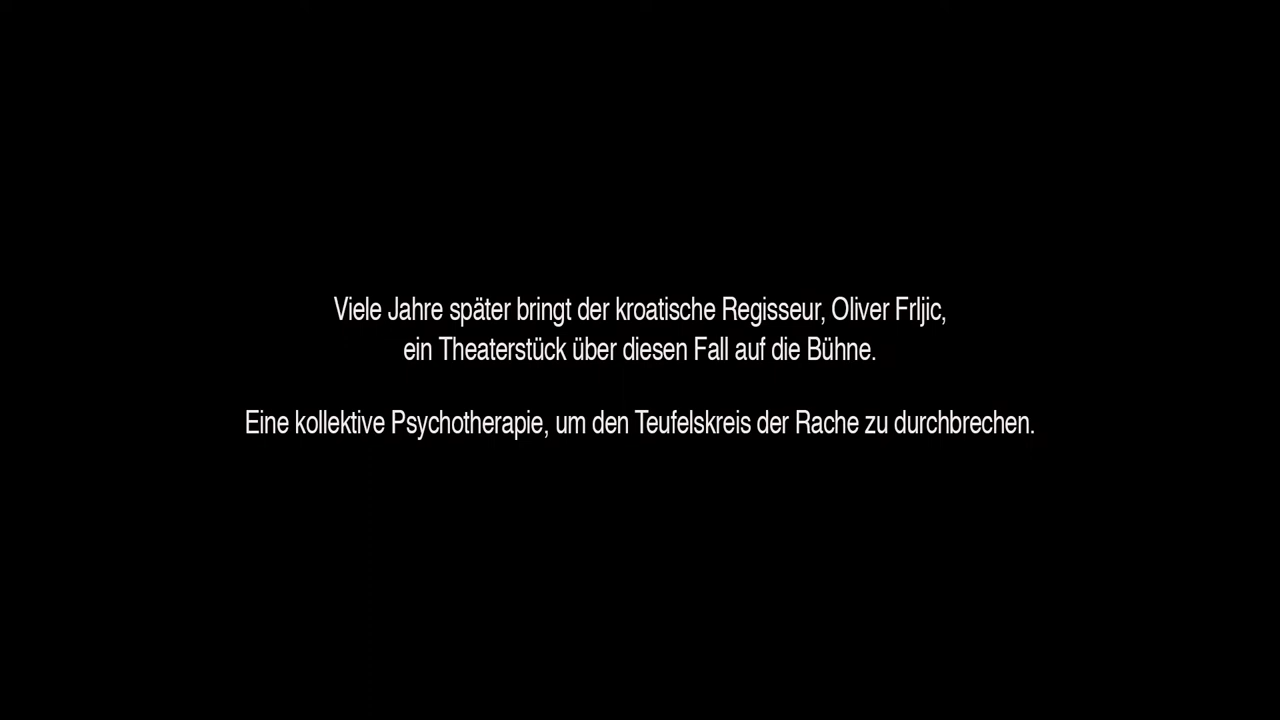 Viele Jahre später bringt der kroatische Regisseur, Oliver Frljic,
ein Theaterstück über diesen Fall auf die Bühne.
Eine kollektive Psychotherapie, um den Teufelskreis der Rache zu durchbrechen.